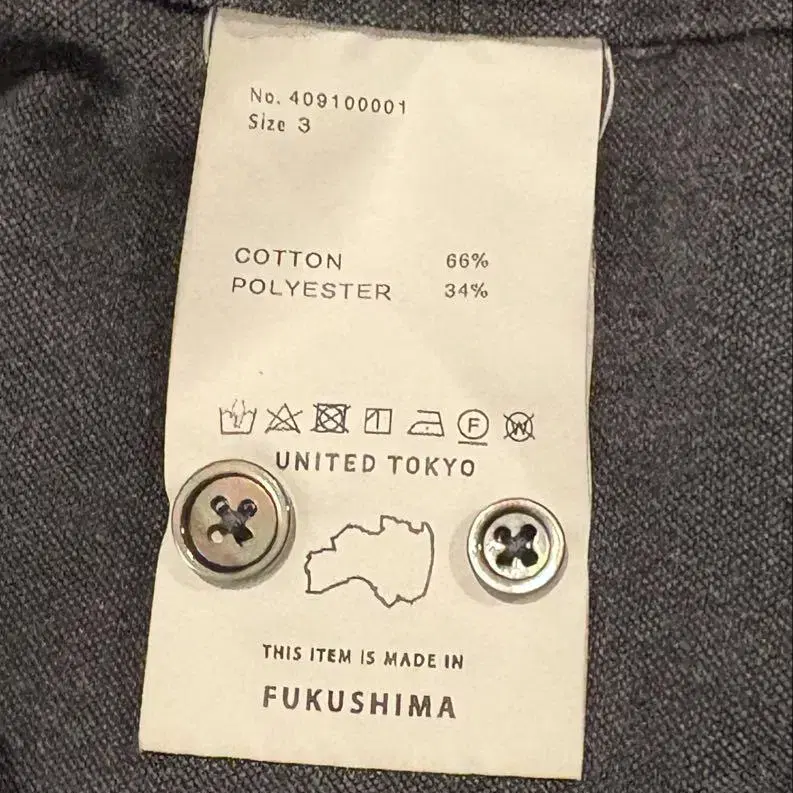 No. 409100001
Size 3
COTTON 66%
POLYESTER 34%
F W
UNITED TOKYO
THIS ITEM IS MADE IN
FUKUSHIMA